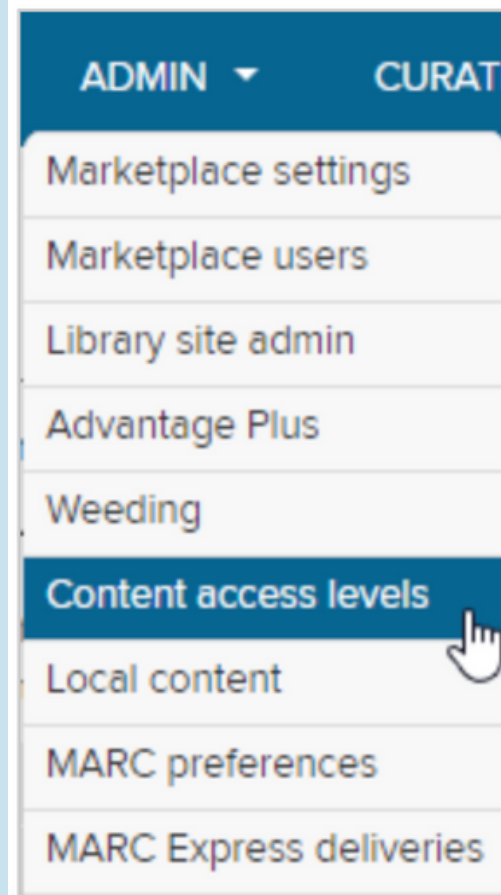 ADMIN CURAT
Marketplace settings
Marketplace users
Library site admin
Advantage Plus
Weeding
Content access levels
Local content
MARC preferences
MARC Express deliveries